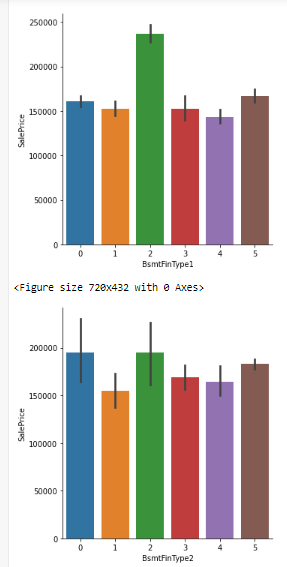 250000
200000
150000
100000
50000
0
SalePrice
0 1 2 3 4 5
BsmtFinType1
<Figure size 720x432 with 0 Axes>
200000
150000
100000
50000
0
SalePrice
0 1 2 3 4 5
BsmtFinType2